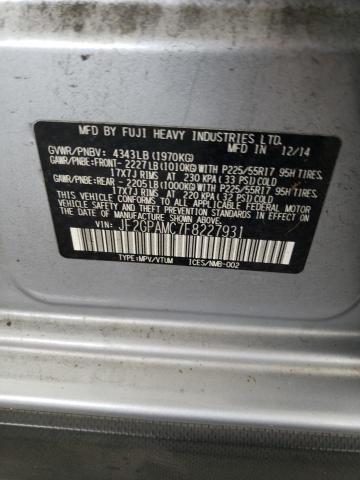 MFD BY FUJI HEAVY INDUSTRIES LTD. 12/14
GVWR/PNBV: 4343LB(1970KG)
GAWR/PNBE:FRONT-2227LB(1010KG)WITH P225/55R17 95H TIRES,
17X7J RIMS AT 230 KPA(33 PSI)COLD
GAWR/PNBE:REAR -2205LB(1000KG)WITH P225/55R17 95H TIRES,
17X7J RIMS AT 220 KPA(32 PSI)COLD
THIS VEHICLE CONFORMS TO ALL APPLICABLE FEDERAL MOTOR
VEHICLE SAFETY, BUMPER, AND THEFT PREVENTION STANDARDS
IN EFFECT ON THE DATE OF MANUFACTURE SHOWN ABOVE.
VIN: JF2GPAMC7F8227931
TYPE:MPV/VTUM ICES/NMB-002